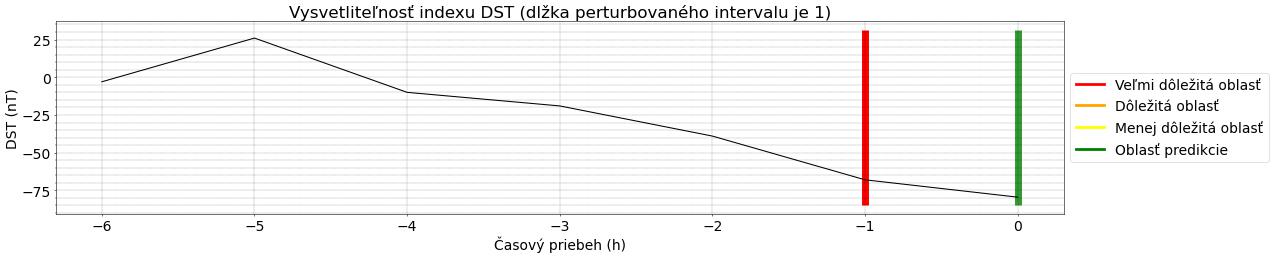 Vysvetliteľnosť indexu DST (dĺžka perturbovaného intervalu je 1)
DST (nT)
25
0
−25
−50
−75
−6 −5 −4 −3 −2 −1 0
Časový priebeh (h)
Veľmi dôležitá oblasť
Dôležitá oblasť
Menej dôležitá oblasť
Oblasť predikcie